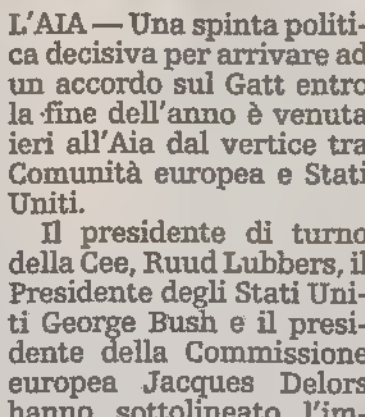 L'AIA — Una spinta politi-
ca decisiva per arrivare ad
un accordo sul Gatt entro
la fine dell'anno è venuta
ieri all'Aia dal vertice tra
Comunità europea e Stati
Uniti.
Il presidente di turno
della Cee, Ruud Lubbers, il
Presidente degli Stati Uni-
ti George Bush e il presi-
dente della Commissione
europea Jacques Delors
hanno sottolineato l'im-